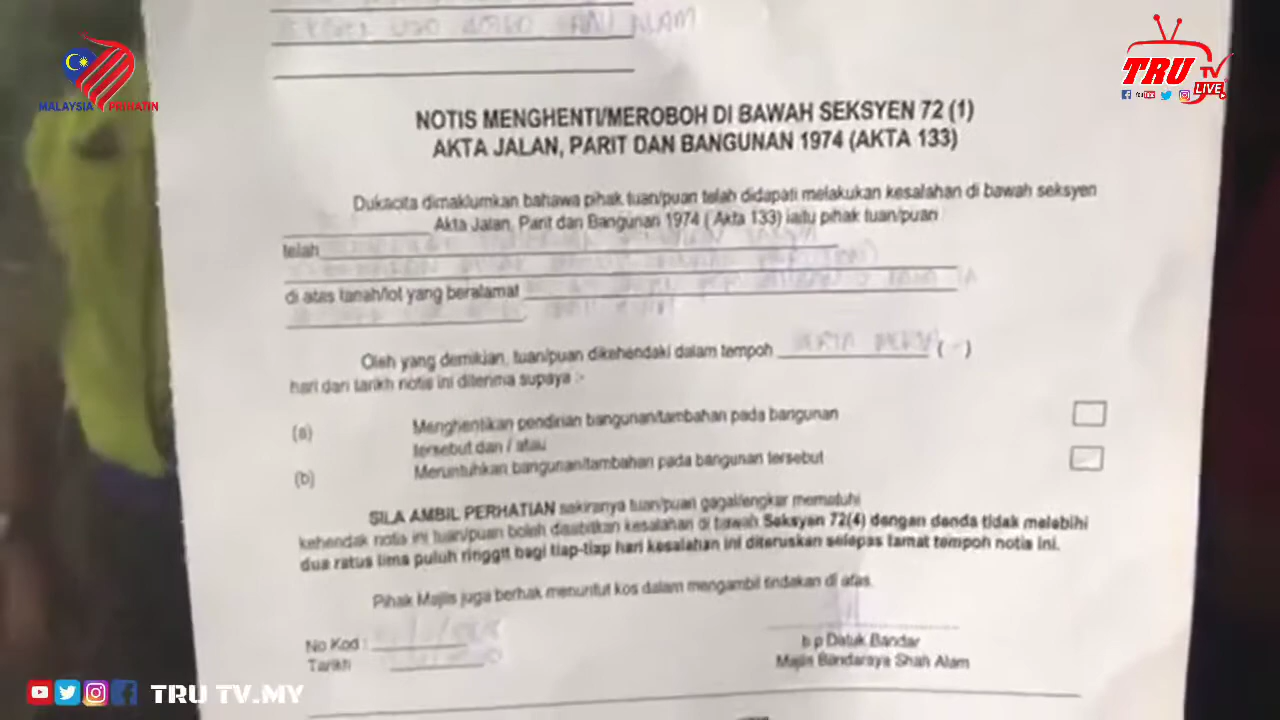 ALAM
MALAYSIA PRIHATIN
TRU TV
LIVE
NOTIS MENGHENTI/MEROBOH DI BAWAH SEKSYEN 72 (1)
AKTA JALAN, PARIT DAN BANGUNAN 1974 (AKTA 133)
Dukacita dimaklumkan bahawa pihak tuan/puan telah didapati melakukan kesalahan di bawah seksyen
Akta Jalan, Parit dan Bangunan 1974 ( Akta 133) iaitu pihak tuan/puan
telah
di atas tanah/lot yang beralamat
Oleh yang demikian, tuan/puan dikehendaki dalam tempoh SERTA MERTA ( - )
hari dari tarikh notis ini diterima supaya :-
(a) Menghentikan pendirian bangunan/tambahan pada bangunan
tersebut dan / atau
(b) Meruntuhkan bangunan/tambahan pada bangunan tersebut
SILA AMBIL PERHATIAN sekiranya tuan/puan gagal/engkar mematuhi
kehendak notis ini tuan/puan boleh disabitkan kesalahan di bawah Seksyen 72(4) dengan denda tidak melebihi
dua ratus lima puluh ringgit bagi tiap-tiap hari kesalahan ini diteruskan selepas tamat tempoh notis ini.
Pihak Majlis juga berhak menuntut kos dalam mengambil tindakan di atas.
No Kod :
Tarikh
b p Datuk Bandar
Majlis Bandaraya Shah Alam
TRU TV.MY